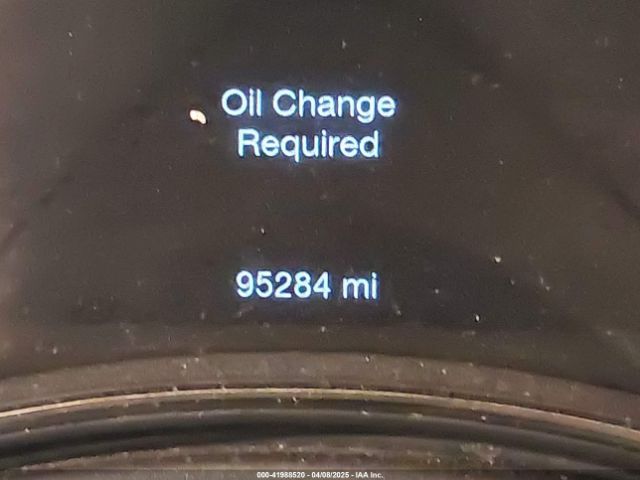 Oil Change
Required
95284 mi
000-41988520 - 04/08/2025 - IAA Inc.